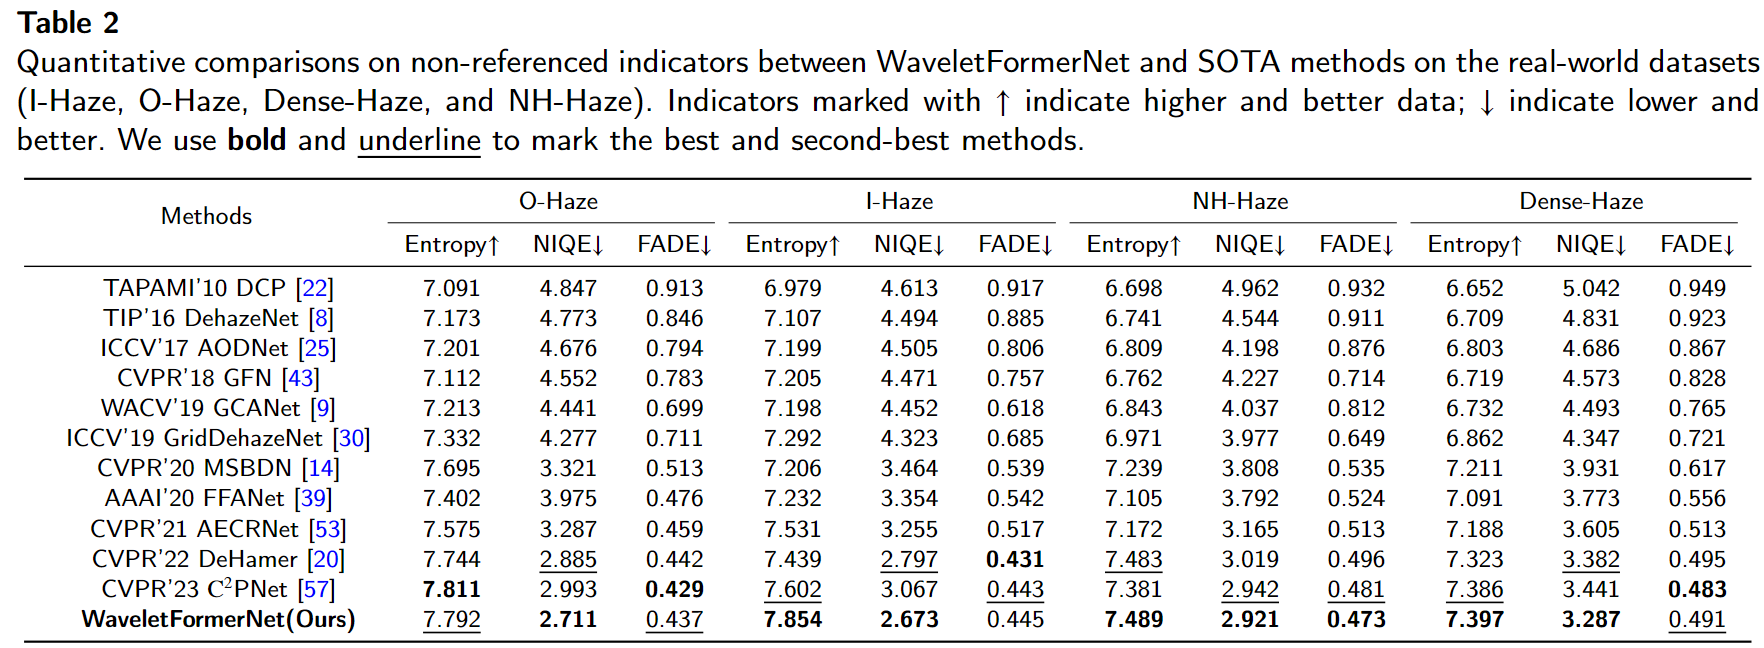 Table 2
Quantitative comparisons on non-referenced indicators between WaveletFormerNet and SOTA methods on the real-world datasets
(I-Haze, O-Haze, Dense-Haze, and NH-Haze). Indicators marked with ↑ indicate higher and better data; ↓ indicate lower and
better. We use bold and underline to mark the best and second-best methods.
Methods O-Haze I-Haze NH-Haze Dense-Haze
Entropy↑ NIQE↓ FADE↓ Entropy↑ NIQE↓ FADE↓ Entropy↑ NIQE↓ FADE↓ Entropy↑ NIQE↓ FADE↓
TAPAMI'10 DCP [22] 7.091 4.847 0.913 6.979 4.613 0.917 6.698 4.962 0.932 6.652 5.042 0.949
TIP'16 DehazeNet [8] 7.173 4.773 0.846 7.107 4.494 0.885 6.741 4.544 0.911 6.709 4.831 0.923
ICCV'17 AODNet [25] 7.201 4.676 0.794 7.199 4.505 0.806 6.809 4.198 0.876 6.803 4.686 0.867
CVPR'18 GFN [43] 7.112 4.552 0.783 7.205 4.471 0.757 6.762 4.227 0.714 6.719 4.573 0.828
WACV'19 GCANet [9] 7.213 4.441 0.699 7.198 4.452 0.618 6.843 4.037 0.812 6.732 4.493 0.765
ICCV'19 GridDehazeNet [30] 7.332 4.277 0.711 7.292 4.323 0.685 6.971 3.977 0.649 6.862 4.347 0.721
CVPR'20 MSBDN [14] 7.695 3.321 0.513 7.206 3.464 0.539 7.239 3.808 0.535 7.211 3.931 0.617
AAAI'20 FFANet [39] 7.402 3.975 0.476 7.232 3.354 0.542 7.105 3.792 0.524 7.091 3.773 0.556
CVPR'21 AECRNet [53] 7.575 3.287 0.459 7.531 3.255 0.517 7.172 3.165 0.513 7.188 3.605 0.513
CVPR'22 DeHamer [20] 7.744 2.885 0.442 7.439 2.797 0.431 7.483 3.019 0.496 7.323 3.382 0.495
CVPR'23 C²PNet [57] 7.811 2.993 0.429 7.602 3.067 0.443 7.381 2.942 0.481 7.386 3.441 0.483
WaveletFormerNet(Ours) 7.792 2.711 0.437 7.854 2.673 0.445 7.489 2.921 0.473 7.397 3.287 0.491